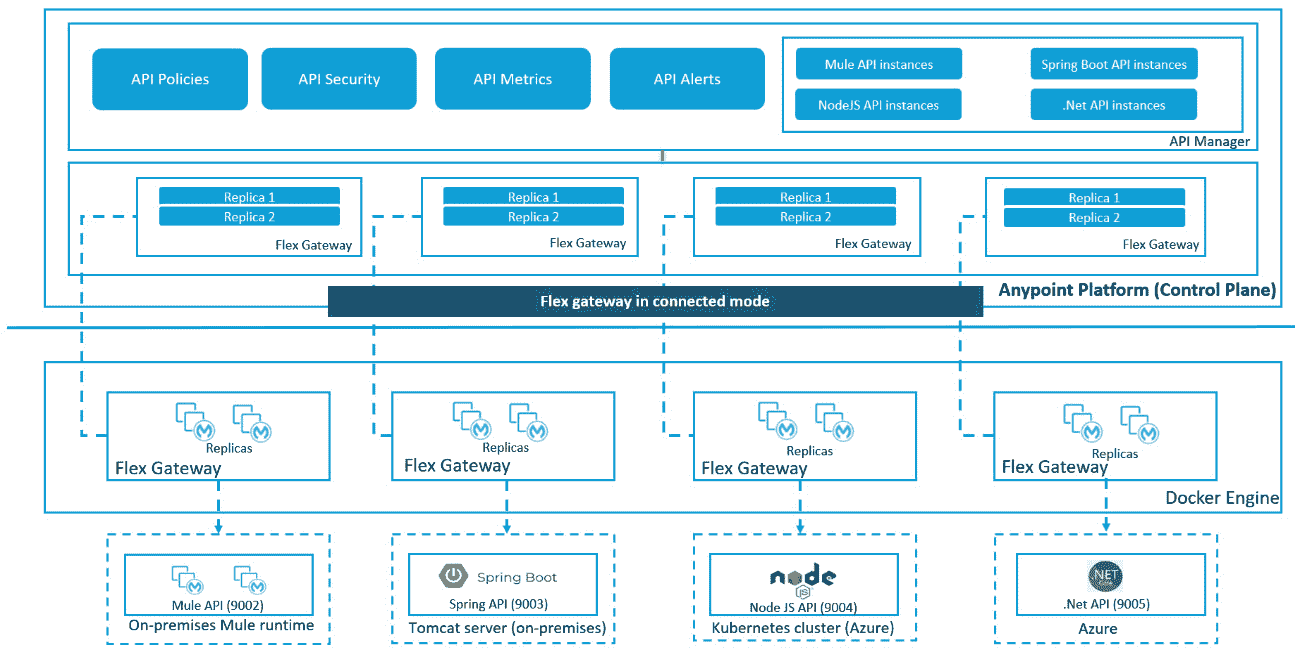 API Policies
API Security
API Metrics
API Alerts
Mule API instances
Spring Boot API instances
NodeJS API instances
.Net API instances
API Manager
Replica 1
Replica 2
Flex Gateway
Replica 1
Replica 2
Flex Gateway
Replica 1
Replica 2
Flex Gateway
Replica 1
Replica 2
Flex Gateway
Anypoint Platform (Control Plane)
Flex gateway in connected mode
Replicas
Flex Gateway
Replicas
Flex Gateway
Replicas
Flex Gateway
Replicas
Flex Gateway
Docker Engine
Mule API (9002)
On-premises Mule runtime
Spring Boot
Spring API (9003)
Tomcat server (on-premises)
node
JS
Node JS API (9004)
Kubernetes cluster (Azure)
.NET
Core
.Net API (9005)
Azure